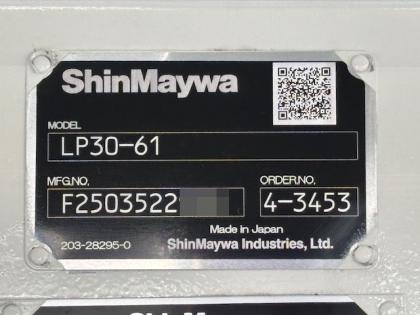 ShinMaywa
MODEL
LP30-61
MFG.NO. ORDER.NO.
F2503522 4-3453
Made in Japan
203-28295-0 ShinMaywa Industries, Ltd.